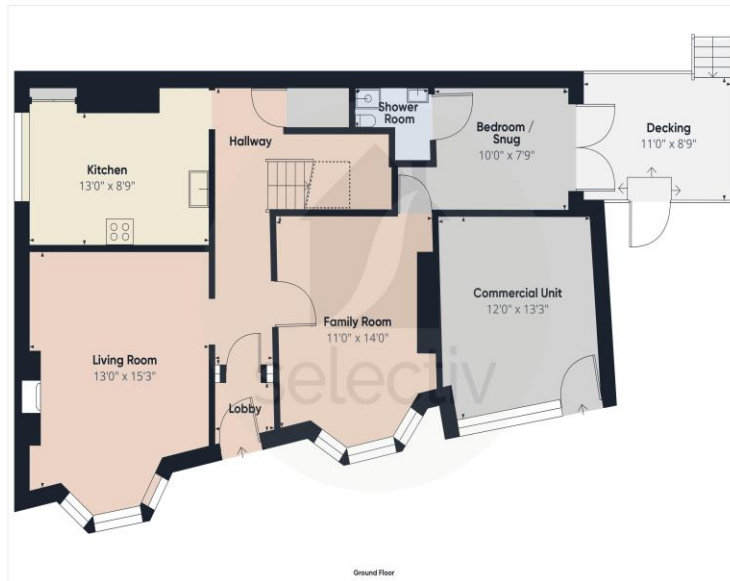 Shower
Room
Hallway
Bedroom / 
Snug
10'0" x 7'9"
Decking
11'0" x 8'9"
Kitchen
13'0" x 8'9"
Commercial Unit
12'0" x 13'3"
Family Room
11'0" x 14'0"
Living Room
13'0" x 15'3"
selectiv
Lobby
Ground Floor